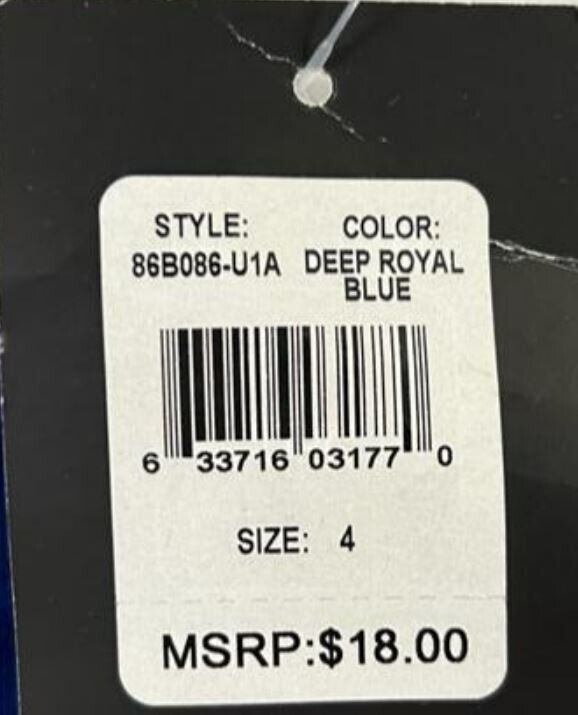 STYLE: COLOR:
86B086-U1A DEEP ROYAL
BLUE
6 33716 03177 0
SIZE: 4
MSRP:$18.00